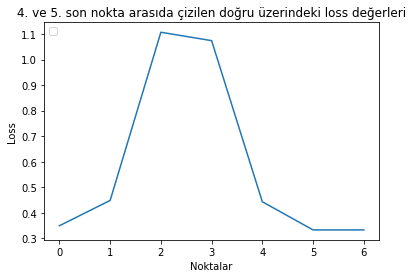 4. ve 5. son nokta arasıda çizilen doğru üzerindeki loss değerleri
1.1
1.0
0.9
0.8
0.7
0.6
0.5
0.4
0.3
Loss
0 1 2 3 4 5 6
Noktalar